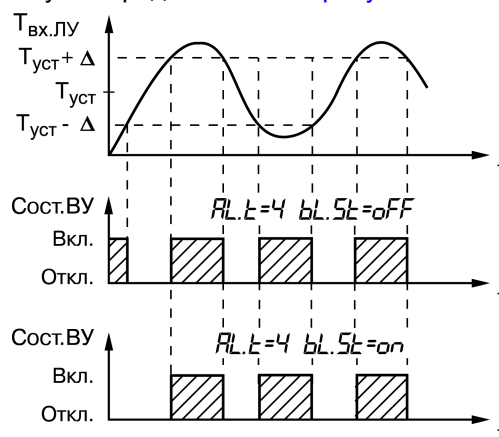 Tвх.ЛУ
Tуст+ Δ
Tуст
Tуст - Δ
Сост.ВУ
AL.t=4 bL.St=oFF
Вкл.
Откл.
Сост.ВУ
AL.t=4 bL.St=on
Вкл.
Откл.